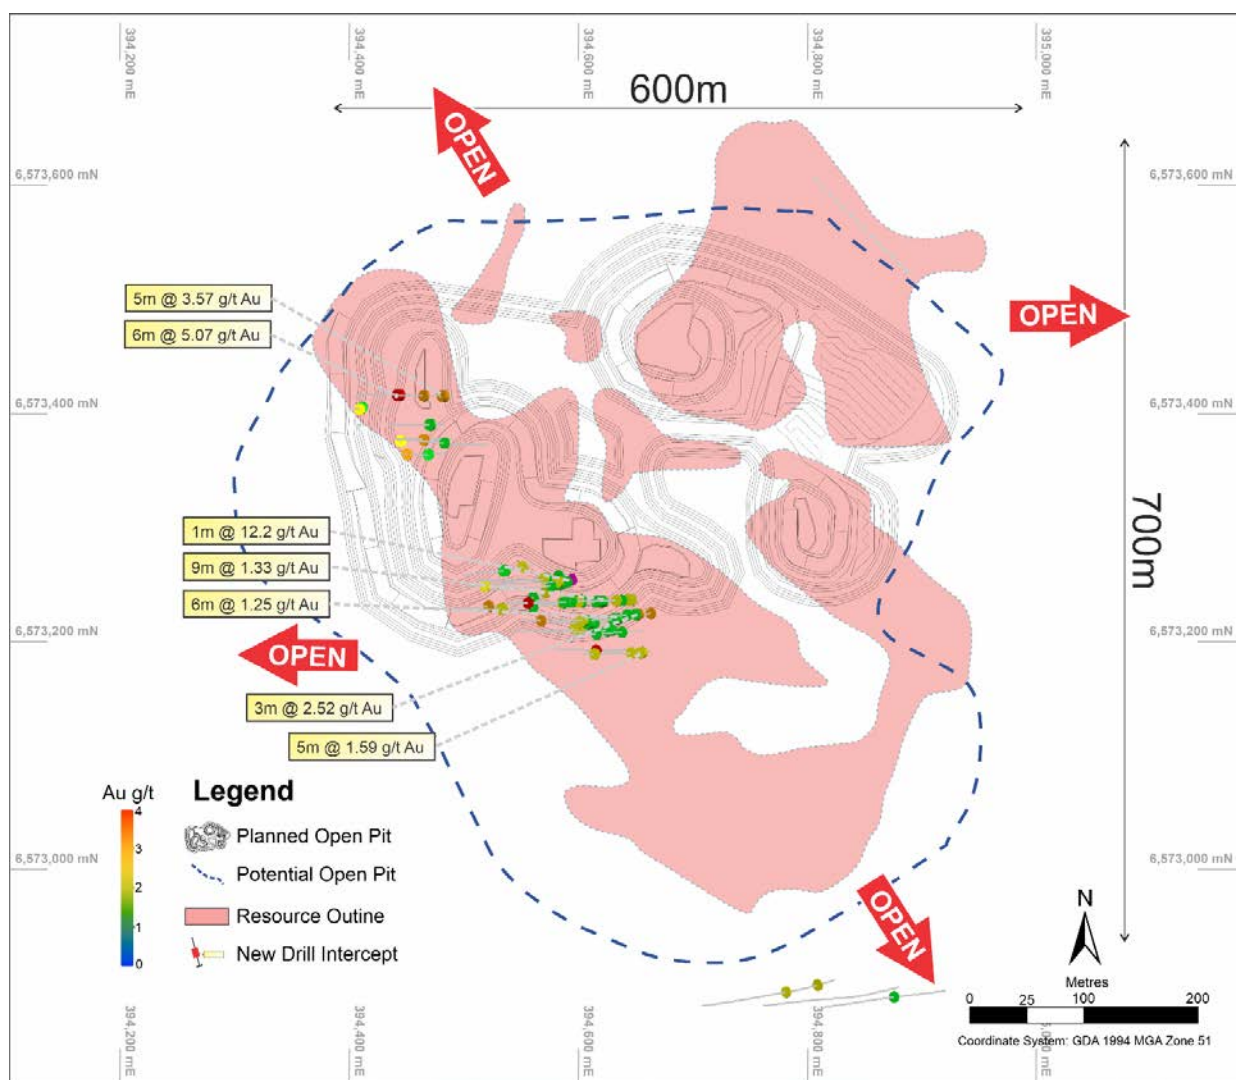 394,200 mE
394,400 mE
394,600 mE
394,800 mE
395,000 mE
600m
OPEN
6,573,600 mN
6,573,600 mN
5m @ 3.57 g/t Au
OPEN
6m @ 5.07 g/t Au
6,573,400 mN
6,573,400 mN
1m @ 12.2 g/t Au
700m
9m @ 1.33 g/t Au
6m @ 1.25 g/t Au
6,573,200 mN
6,573,200 mN
OPEN
3m @ 2.52 g/t Au
5m @ 1.59 g/t Au
Au g/t
4
3
2
1
0
Legend
Planned Open Pit
Potential Open Pit
Resource Outine
New Drill Intercept
6,573,000 mN
6,573,000 mN
OPEN
N
Metres
0 25 100 200
Coordinate System: GDA 1994 MGA Zone 51
394,200 mE
394,400 mE
394,600 mE
394,800 mE